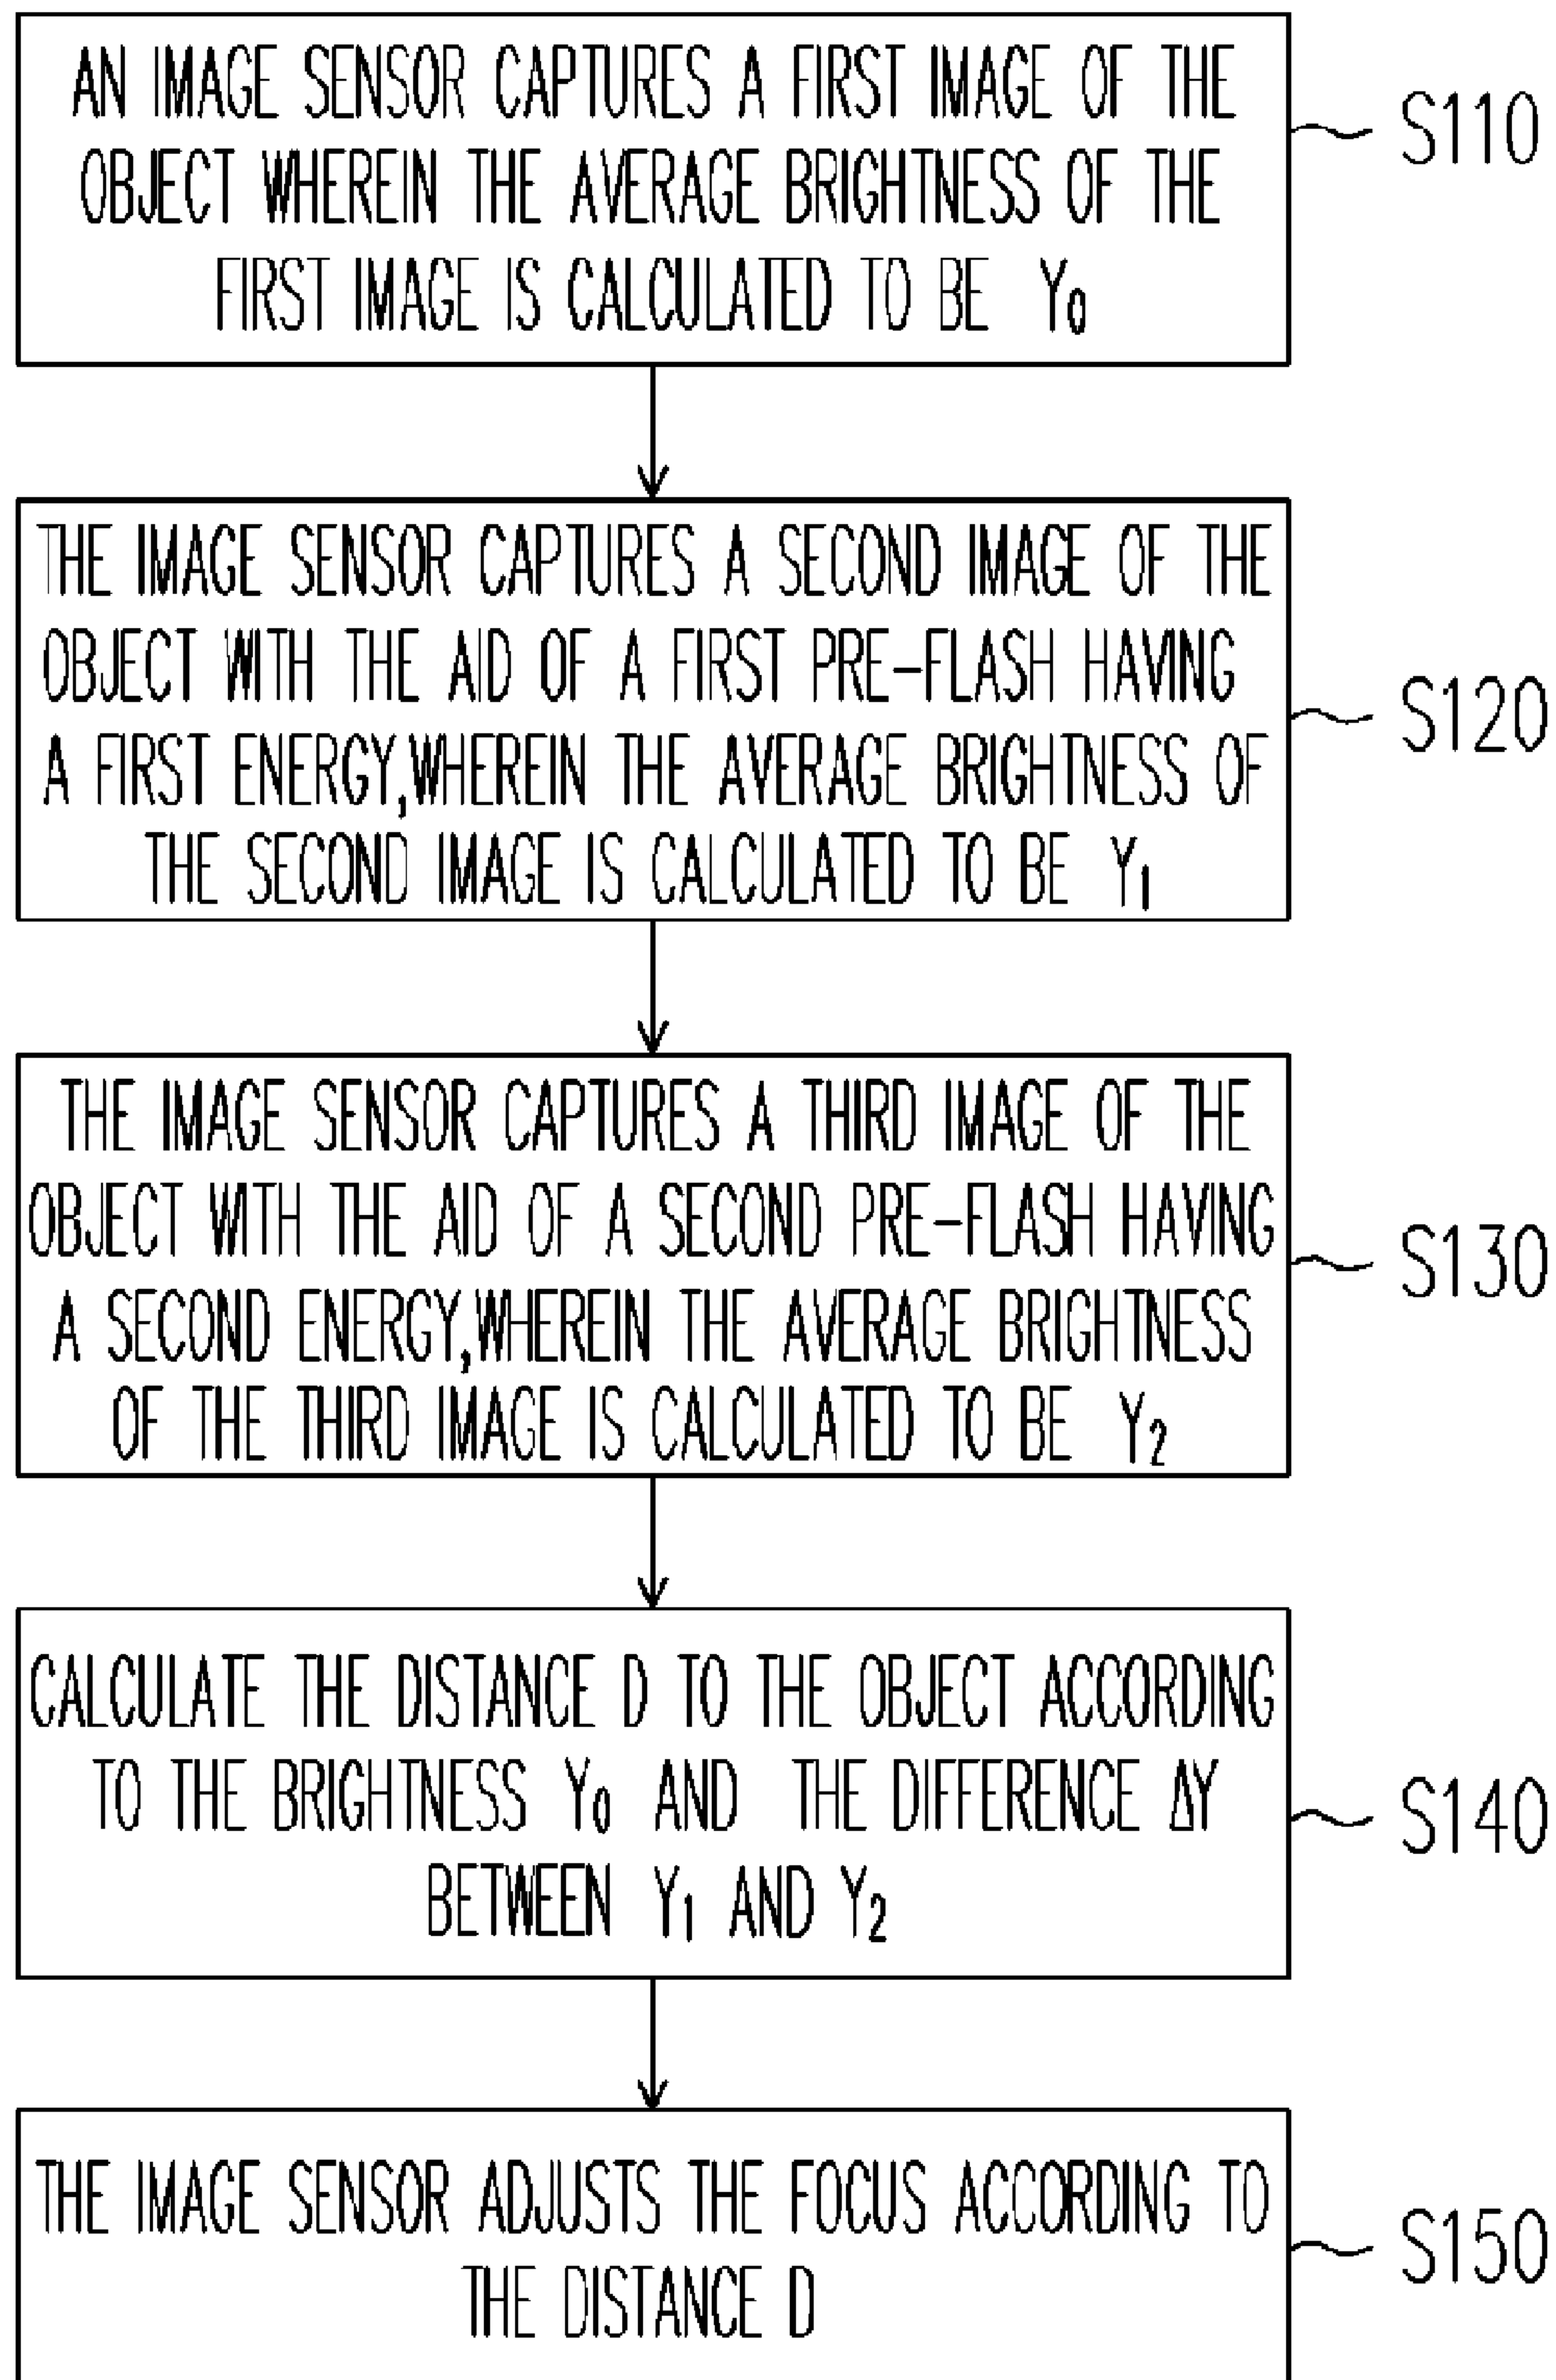 AN IMAGE SENSOR CAPTURES A FIRST IMAGE OF THE
OBJECT WHEREIN THE AVERAGE BRIGHTNESS OF THE
FIRST IMAGE IS CALCULATED TO BE Y₀
S110
THE IMAGE SENSOR CAPTURES A SECOND IMAGE OF THE
OBJECT WITH THE AID OF A FIRST PRE-FLASH HAVING
A FIRST ENERGY,WHEREIN THE AVERAGE BRIGHTNESS OF
THE SECOND IMAGE IS CALCULATED TO BE Y₁
S120
THE IMAGE SENSOR CAPTURES A THIRD IMAGE OF THE
OBJECT WITH THE AID OF A SECOND PRE-FLASH HAVING
A SECOND ENERGY,WHEREIN THE AVERAGE BRIGHTNESS
OF THE THIRD IMAGE IS CALCULATED TO BE Y₂
S130
CALCULATE THE DISTANCE D TO THE OBJECT ACCORDING
TO THE BRIGHTNESS Y₀ AND THE DIFFERENCE ΔY
BETWEEN Y₁ AND Y₂
S140
THE IMAGE SENSOR ADJUSTS THE FOCUS ACCORDING TO
THE DISTANCE D
S150